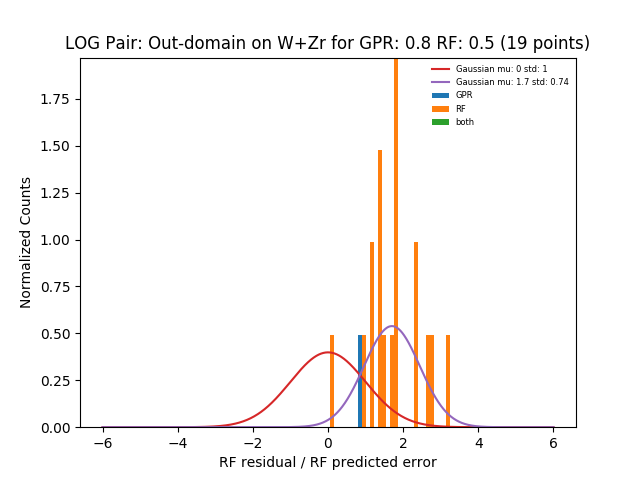 LOG Pair: Out-domain on W+Zr for GPR: 0.8 RF: 0.5 (19 points)
Gaussian mu: 0 std: 1
Gaussian mu: 1.7 std: 0.74
GPR
RF
both
Normalized Counts
1.75
1.50
1.25
1.00
0.75
0.50
0.25
0.00
−6 −4 −2 0 2 4 6
RF residual / RF predicted error